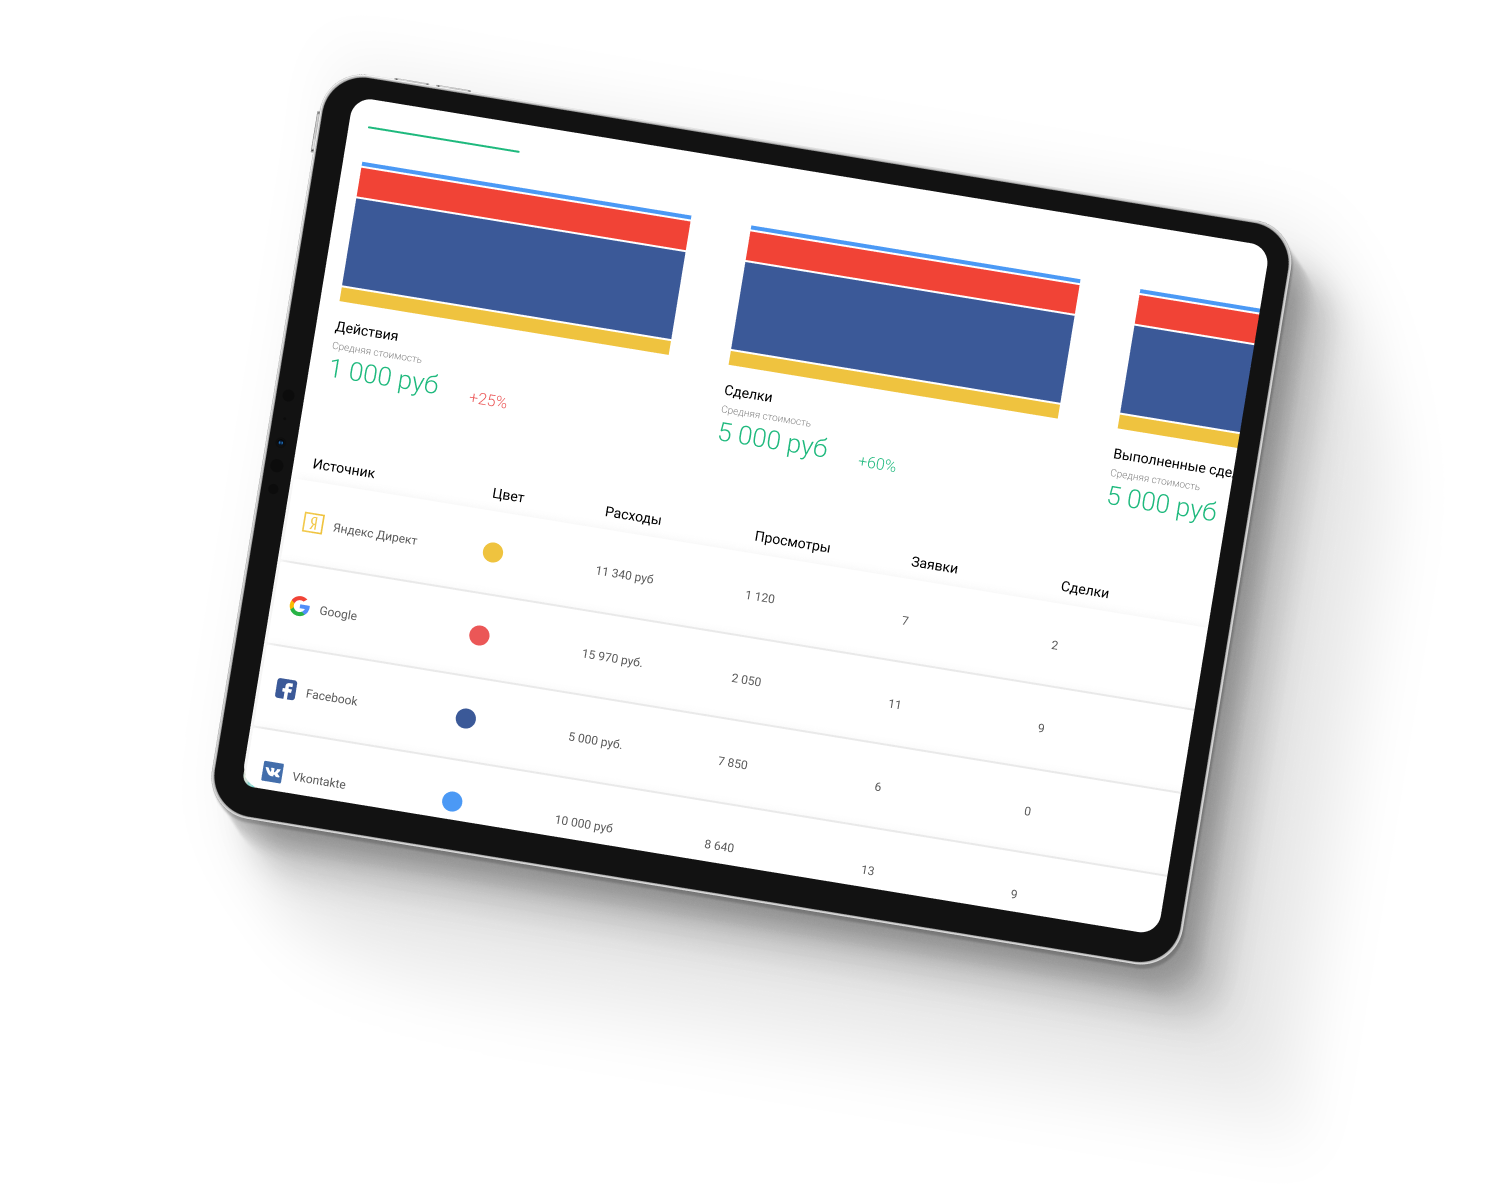 Действия
Средняя стоимость
1 000 руб +25%
Сделки
Средняя стоимость
5 000 руб +60%
Выполненные сде
Средняя стоимость
5 000 руб
Источник Цвет Расходы Просмотры Заявки Сделки
Я Яндекс Директ 11 340 руб 1 120 7 2
Google 15 970 руб. 2 050 11 9
Facebook 5 000 руб. 7 850 6 0
Vkontakte 10 000 руб 8 640 13 9